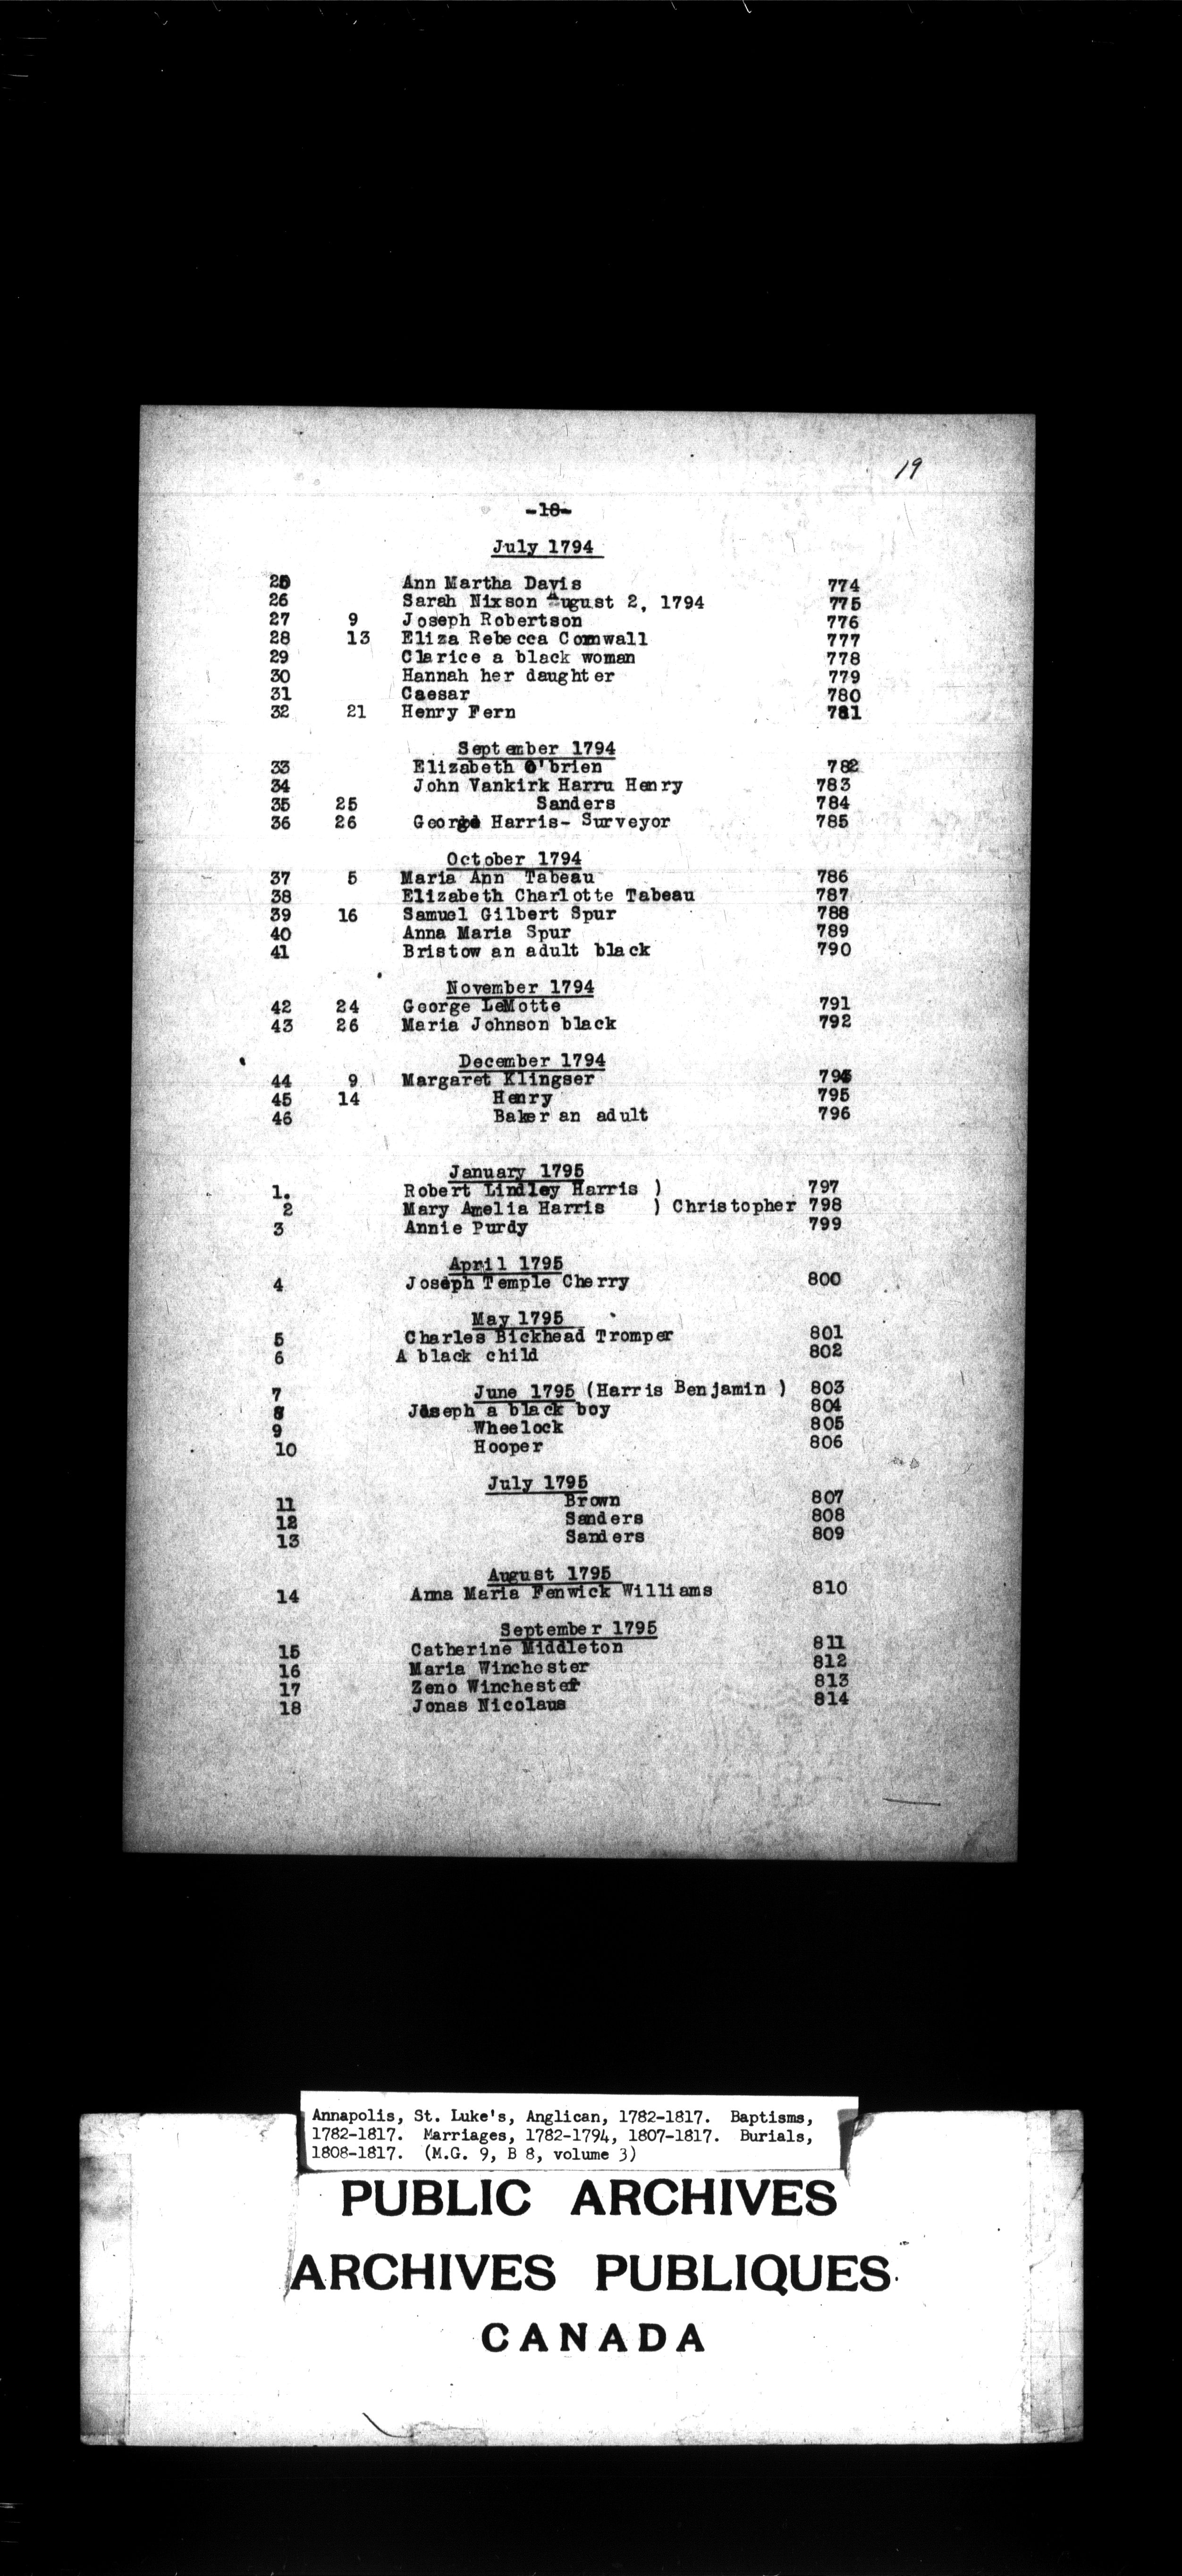 19
-18-
July 1794
25 Ann Martha Davis 774
26 Sarah Nixson August 2, 1794 775
27 9 Joseph Robertson 776
28 13 Eliza Rebecca Cornwall 777
29 Clarice a black woman 778
30 Hannah her daughter 779
31 Caesar 780
32 21 Henry Fern 781
September 1794
33 Elizabeth O'brien 782
34 John Vankirk Harru Henry 783
35 25 Sanders 784
36 26 George Harris- Surveyor 785
October 1794
37 5 Maria Ann Tabeau 786
38 Elizabeth Charlotte Tabeau 787
39 16 Samuel Gilbert Spur 788
40 Anna Maria Spur 789
41 Bristow an adult black 790
November 1794
42 24 George LeMotte 791
43 26 Maria Johnson black 792
December 1794
44 9 Margaret Klingser
45 14 Henry 795
46 Baker an adult 796
January 1795
1. Robert Lindley Harris ) 797
2 Mary Amelia Harris ) Christopher 798
3 Annie Purdy 799
April 1795
4 Joseph Temple Cherry 800
May 1795
5 Charles Bickhead Tromper 801
6 A black child 802
7 June 1795 (Harris Benjamin ) 803
8 Joseph a black boy 804
9 Wheelock 805
10 Hooper 806
July 1795
11 Brown 807
12 Sanders 808
13 Sanders 809
August 1795
14 Anna Maria Fenwick Williams 810
September 1795
15 Catherine Middleton 811
16 Maria Winchester 812
17 Zeno Winchester 813
18 Jonas Nicolaus 814
Annapolis, St. Luke's, Anglican, 1782-1817. Baptisms,
1782-1817. Marriages, 1782-1794, 1807-1817. Burials,
1808-1817. (M.G. 9, B 8, volume 3)
PUBLIC ARCHIVES
ARCHIVES PUBLIQUES
CANADA